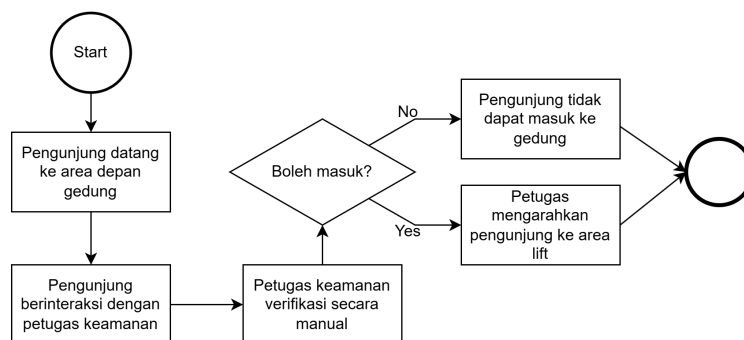 Start
Pengunjung datang
ke area depan
gedung
Pengunjung
berinteraksi dengan
petugas keamanan
Petugas keamanan
verifikasi secara
manual
Boleh masuk?
No
Pengunjung tidak
dapat masuk ke
gedung
Yes
Petugas
mengarahkan
pengunjung ke area
lift